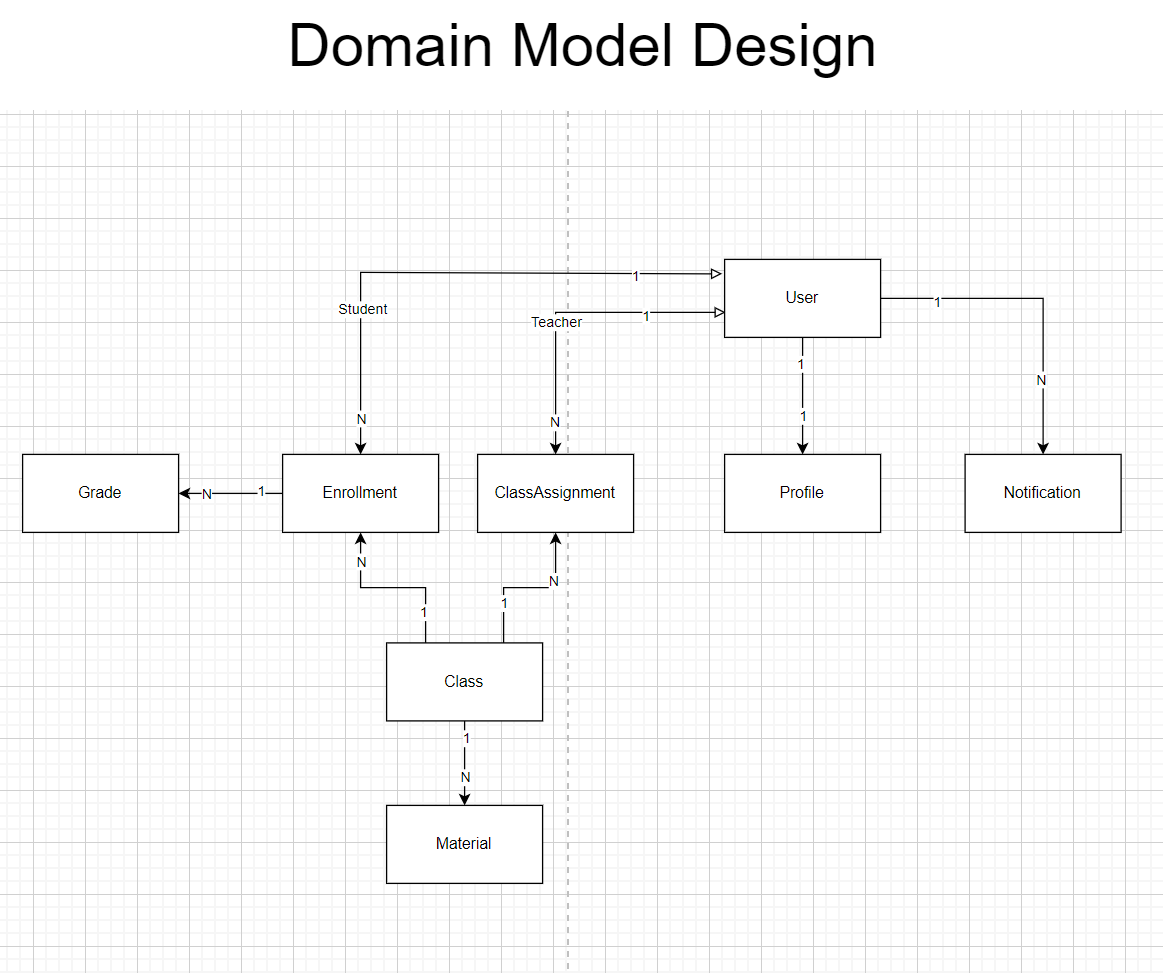 Domain Model Design
1
User
1
Student
Teacher
1
1
N
1
N
N
Grade
N
1
Enrollment
ClassAssignment
Profile
Notification
N
N
1
1
Class
1
N
Material